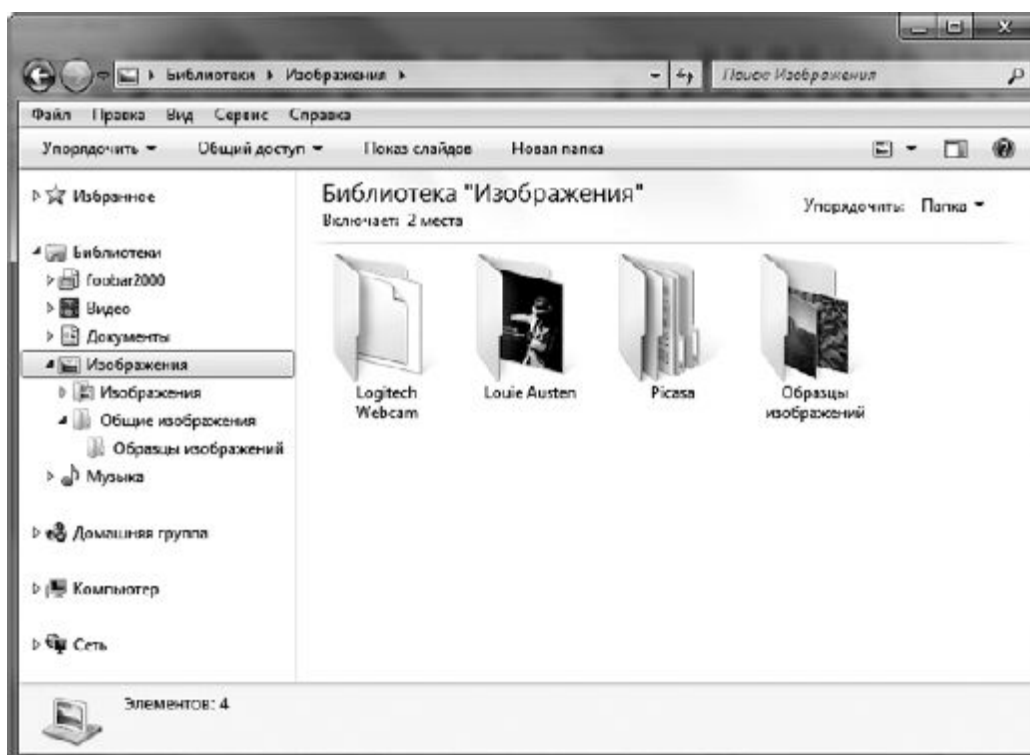 Библиотеки Изображения
Поиск: Изображения
Файл Правка Вид Сервис Справка
Упорядочить Общий доступ Показ слайдов Новая папка
Избранное
Библиотеки
foobar2000
Видео
Документы
Изображения
Изображения
Общие изображения
Образцы изображений
Музыка
Домашняя группа
Компьютер
Сеть
Библиотека "Изображения"
Включает: 2 места
Упорядочить: Папка
Logitech
Webcam
Louie Austen
Picasa
Образцы
изображений
Элементов: 4